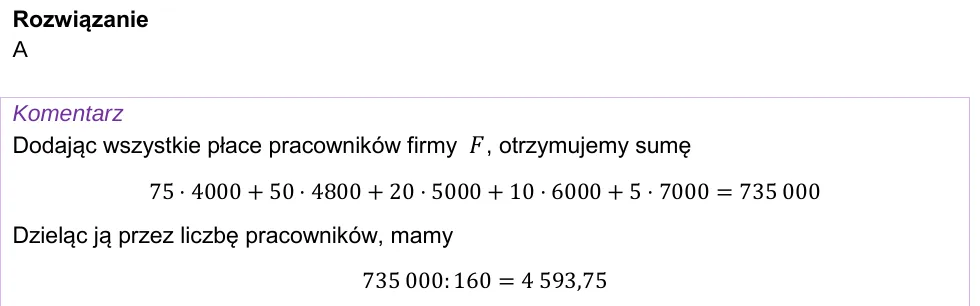 Rozwiązanie
A
Komentarz
Dodając wszystkie płace pracowników firmy F, otrzymujemy sumę
75 · 4000 + 50 · 4800 + 20 · 5000 + 10 · 6000 + 5 · 7000 = 735 000
Dzieląc ją przez liczbę pracowników, mamy
735 000: 160 = 4 593,75